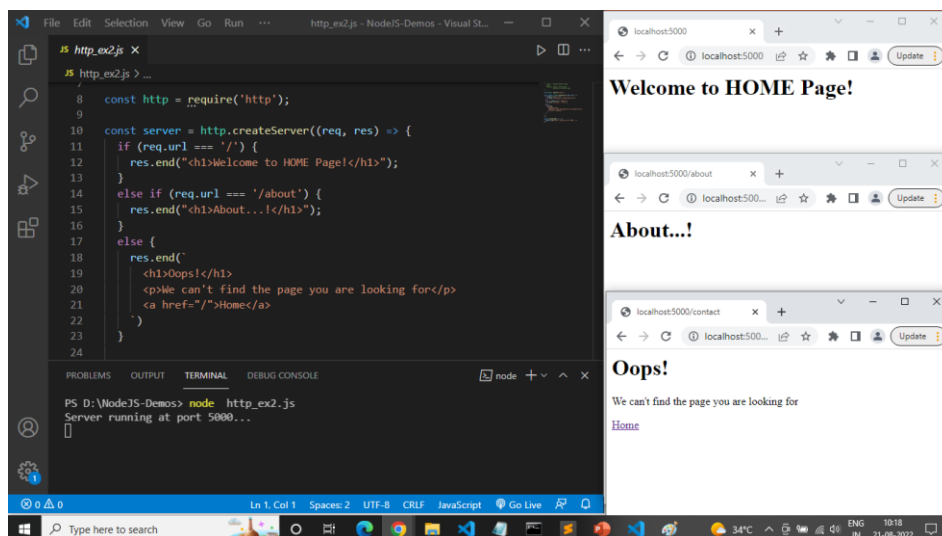 File Edit Selection View Go Run ··· http_ex2.js - NodeJS-Demos - Visual St...
JS http_ex2.js ×
JS http_ex2.js > ...
7
8 const http = require('http');
9
10 const server = http.createServer((req, res) => {
11 if (req.url === '/') {
12 res.end("<h1>Welcome to HOME Page!</h1>");
13 }
14 else if (req.url === '/about') {
15 res.end("<h1>About...!</h1>");
16 }
17 else {
18 res.end(`
19 <h1>Oops!</h1>
20 <p>We can't find the page you are looking for</p>
21 <a href="/">Home</a>
22 `)
23 }
24
PROBLEMS OUTPUT TERMINAL DEBUG CONSOLE node
PS D:\NodeJS-Demos> node http_ex2.js
Server running at port 5000...
1
0 0 Ln 1, Col 1 Spaces: 2 UTF-8 CRLF JavaScript Go Live
localhost:5000
localhost:5000 Update
Welcome to HOME Page!
localhost:5000/about
localhost:500... Update
About...!
localhost:5000/contact
localhost:500... Update
Oops!
We can't find the page you are looking for
Home
Type here to search 34°C ENG 10:18
IN 21-08-2022